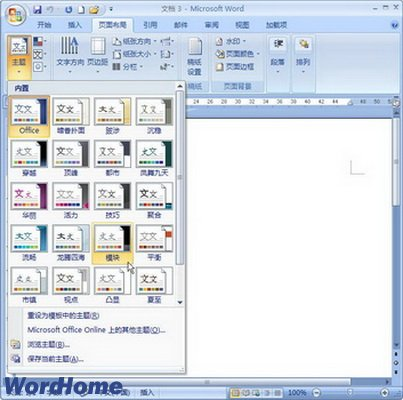 文档 3 - Microsoft Word
开始 插入 页面布局 引用 邮件 审阅 视图 加载项
主题 文字方向 页边距 纸张方向 纸张大小 分栏 稿纸设置 水印 页面颜色 页面边框 段落 排列
稿纸 页面背景
内置
Office 暗香扑面 跋涉 沉稳
穿越 顶峰 都市 凤舞九天
华丽 活力 技巧 聚合
流畅 龙腾四海 模块 平衡
市镇 视点 凸显 夏至
重设为模板中的主题(R)
Microsoft Office Online 上的其他主题(O)...
浏览主题(B)...
保存当前主题(A)...
WordHome
插入 100%